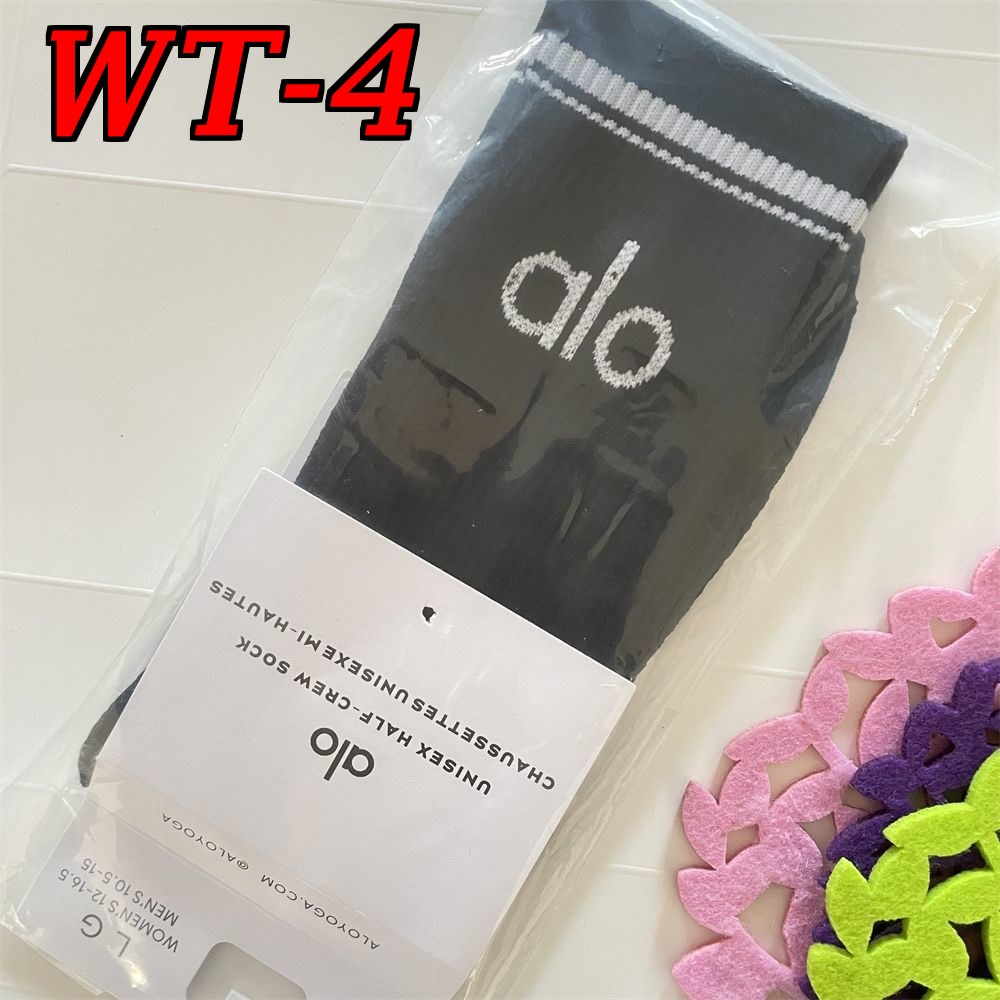 WT-4
alo
CHAUSSETTES UNISEXE MI-HAUTES
UNISEX HALF-CREW SOCK
alo
ALOYOGA.COM @ALOYOGA
L G
WOMEN'S 12-16.5
MEN'S 10.5-15